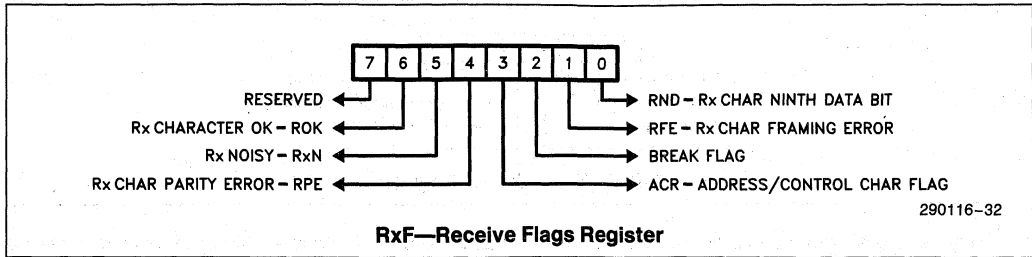 7 6 5 4 3 2 1 0
RESERVED
RND - Rx CHAR NINTH DATA BIT
Rx CHARACTER OK - ROK
RFE - Rx CHAR FRAMING ERROR
Rx NOISY - RxN
BREAK FLAG
Rx CHAR PARITY ERROR - RPE
ACR - ADDRESS/CONTROL CHAR FLAG
290116-32
RxF—Receive Flags Register